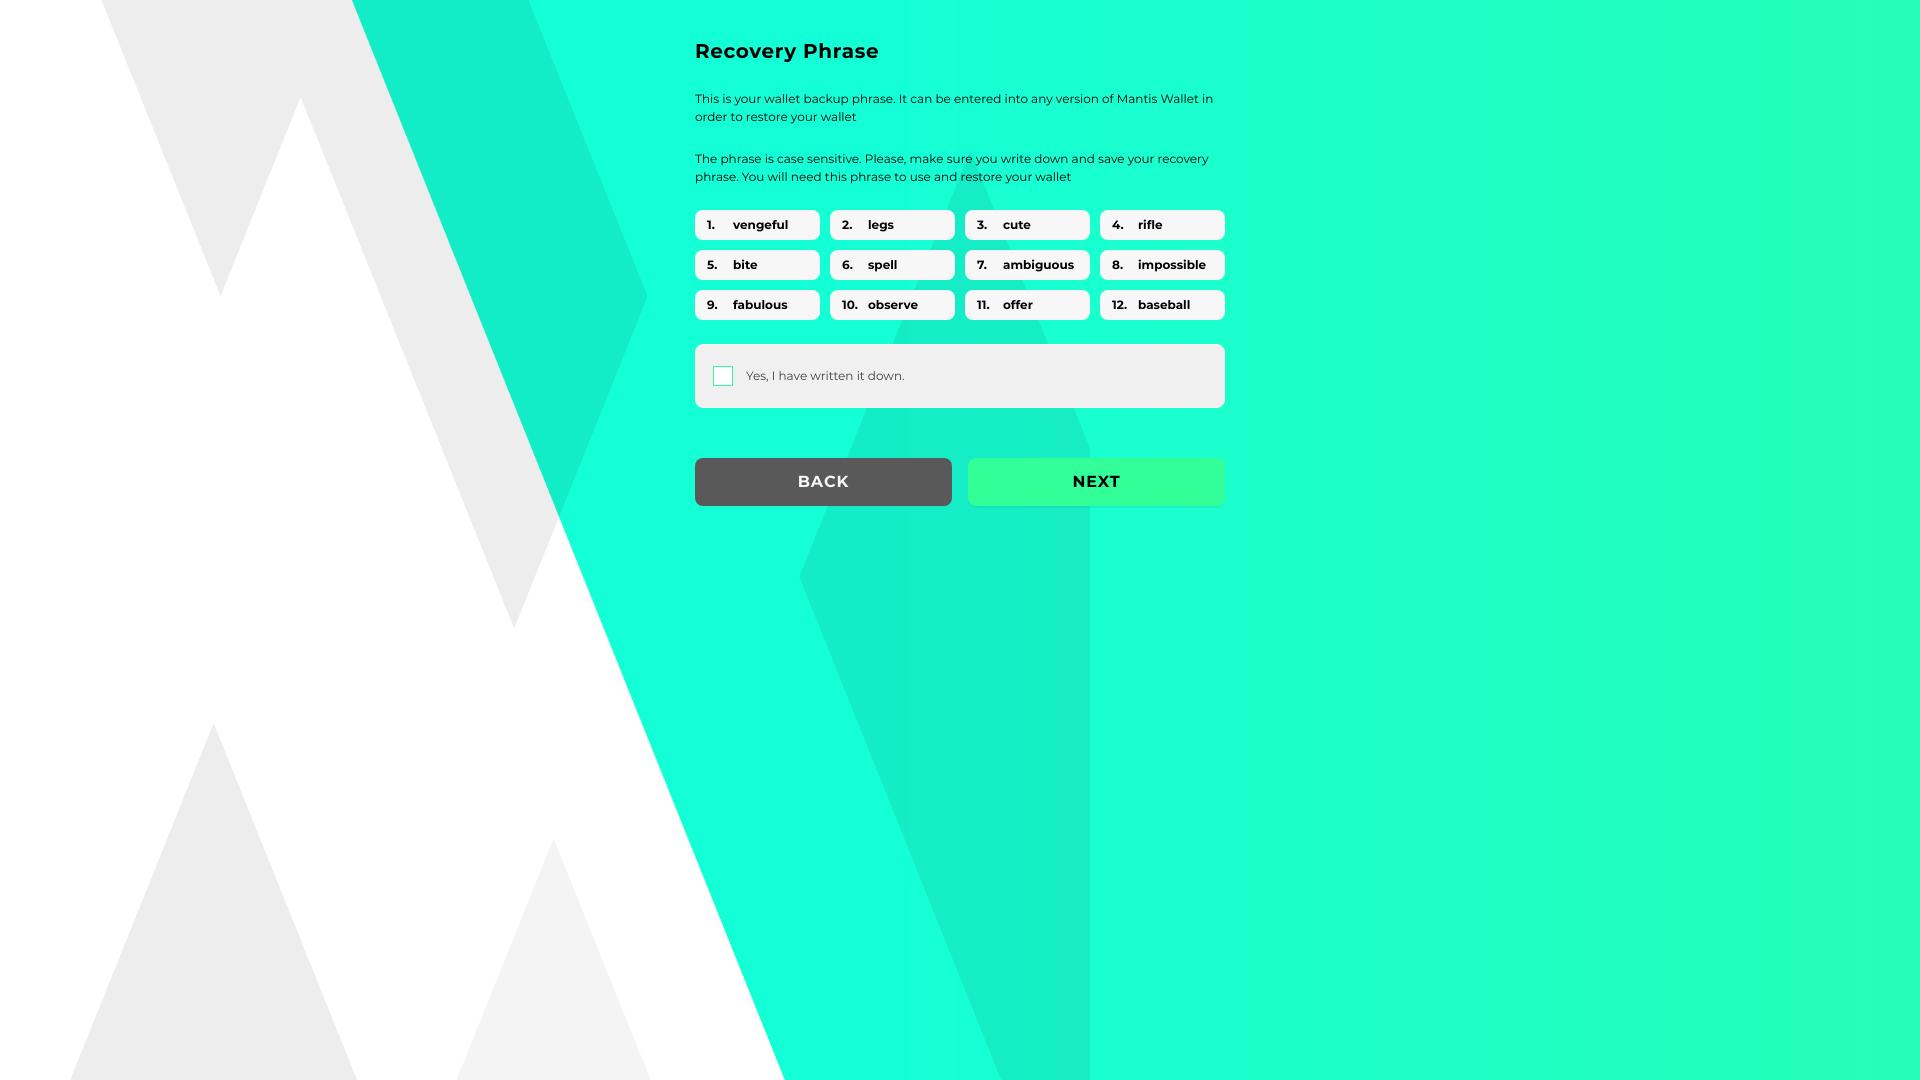 Recovery Phrase
This is your wallet backup phrase. It can be entered into any version of Mantis Wallet in
order to restore your wallet
The phrase is case sensitive. Please, make sure you write down and save your recovery
phrase. You will need this phrase to use and restore your wallet
1. vengeful 2. legs 3. cute 4. rifle
5. bite 6. spell 7. ambiguous 8. impossible
9. fabulous 10. observe 11. offer 12. baseball
Yes, I have written it down.
BACK NEXT